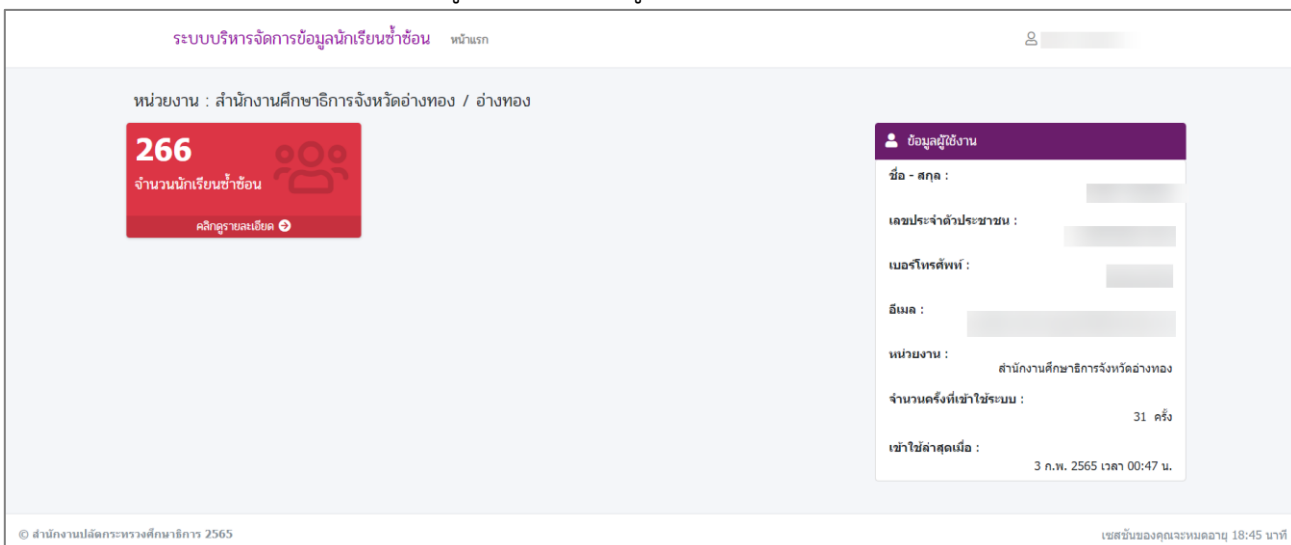 ระบบบริหารจัดการข้อมูลนักเรียนซ้ำซ้อน หน้าแรก
หน่วยงาน : สำนักงานศึกษาธิการจังหวัดอ่างทอง / อ่างทอง
266
จำนวนนักเรียนซ้ำซ้อน
คลิกดูรายละเอียด
ข้อมูลผู้ใช้งาน
ชื่อ - สกุล :
เลขประจำตัวประชาชน :
เบอร์โทรศัพท์ :
อีเมล :
หน่วยงาน :
สำนักงานศึกษาธิการจังหวัดอ่างทอง
จำนวนครั้งที่เข้าใช้ระบบ :
31 ครั้ง
เข้าใช้ล่าสุดเมื่อ :
3 ก.พ. 2565 เวลา 00:47 น.
© สำนักงานปลัดกระทรวงศึกษาธิการ 2565
เซสชันของคุณจะหมดอายุ 18:45 นาที